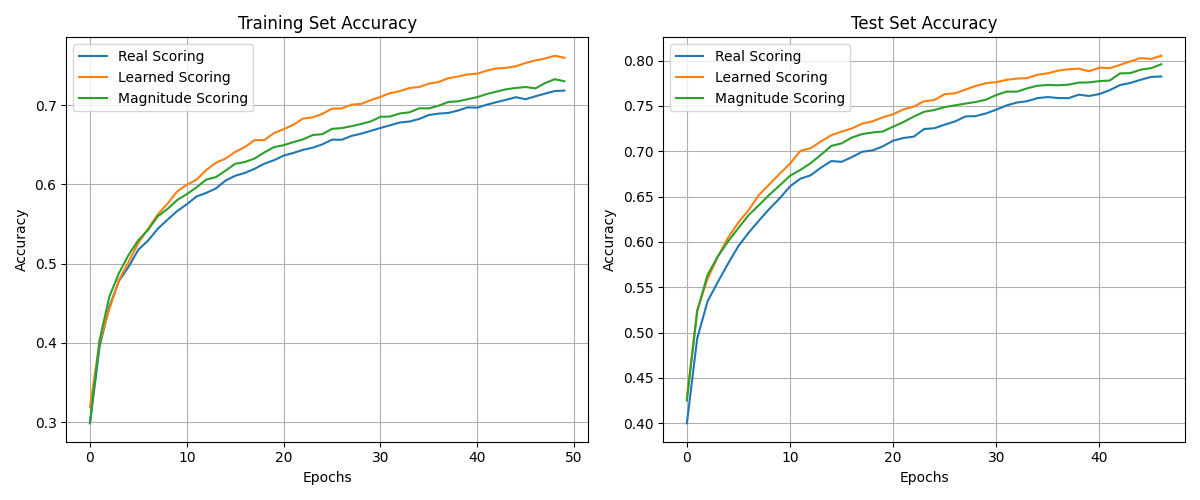 Training Set Accuracy
Real Scoring
Learned Scoring
Magnitude Scoring
Accuracy
0.7
0.6
0.5
0.4
0.3
0 10 20 30 40 50
Epochs
Test Set Accuracy
Real Scoring
Learned Scoring
Magnitude Scoring
Accuracy
0.80
0.75
0.70
0.65
0.60
0.55
0.50
0.45
0.40
0 10 20 30 40
Epochs